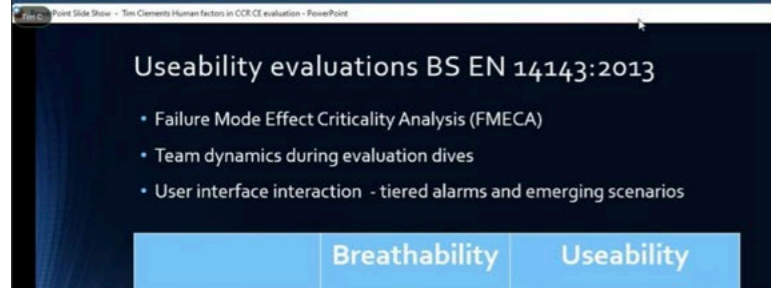 Tim C
Point Slide Show - Tim Clements Human factors in CCR CE evaluation - PowerPoint
Useability evaluations BS EN 14143:2013
• Failure Mode Effect Criticality Analysis (FMECA)
• Team dynamics during evaluation dives
• User interface interaction - tiered alarms and emerging scenarios
Breathability Useability